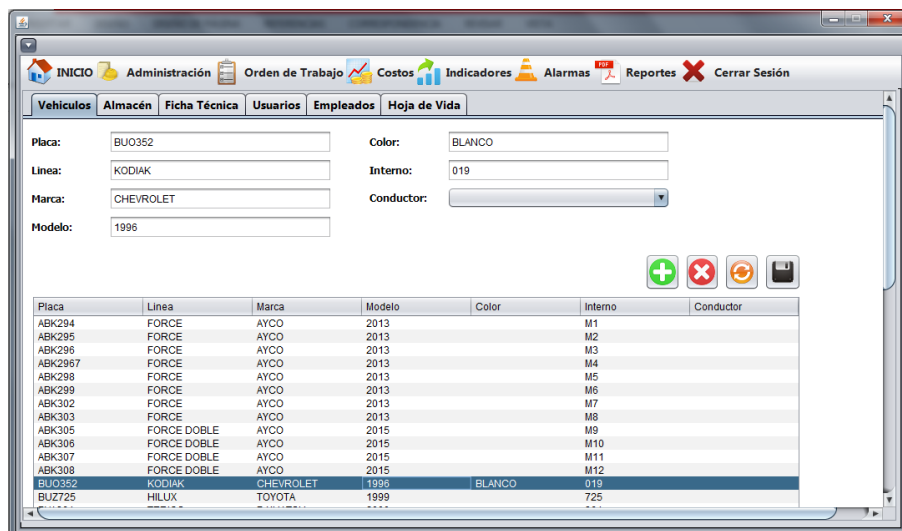 INICIO Administración Orden de Trabajo Costos Indicadores Alarmas PDF Reportes Cerrar Sesión
Vehiculos Almacén Ficha Técnica Usuarios Empleados Hoja de Vida
Placa: BUO352 Color: BLANCO
Linea: KODIAK Interno: 019
Marca: CHEVROLET Conductor:
Modelo: 1996
Placa Linea Marca Modelo Color Interno Conductor
ABK294 FORCE AYCO 2013 M1
ABK295 FORCE AYCO 2013 M2
ABK296 FORCE AYCO 2013 M3
ABK2967 FORCE AYCO 2013 M4
ABK298 FORCE AYCO 2013 M5
ABK299 FORCE AYCO 2013 M6
ABK302 FORCE AYCO 2013 M7
ABK303 FORCE AYCO 2013 M8
ABK305 FORCE DOBLE AYCO 2015 M9
ABK306 FORCE DOBLE AYCO 2015 M10
ABK307 FORCE DOBLE AYCO 2015 M11
ABK308 FORCE DOBLE AYCO 2015 M12
BUO352 KODIAK CHEVROLET 1996 BLANCO 019
BUZ725 HILUX TOYOTA 1999 725